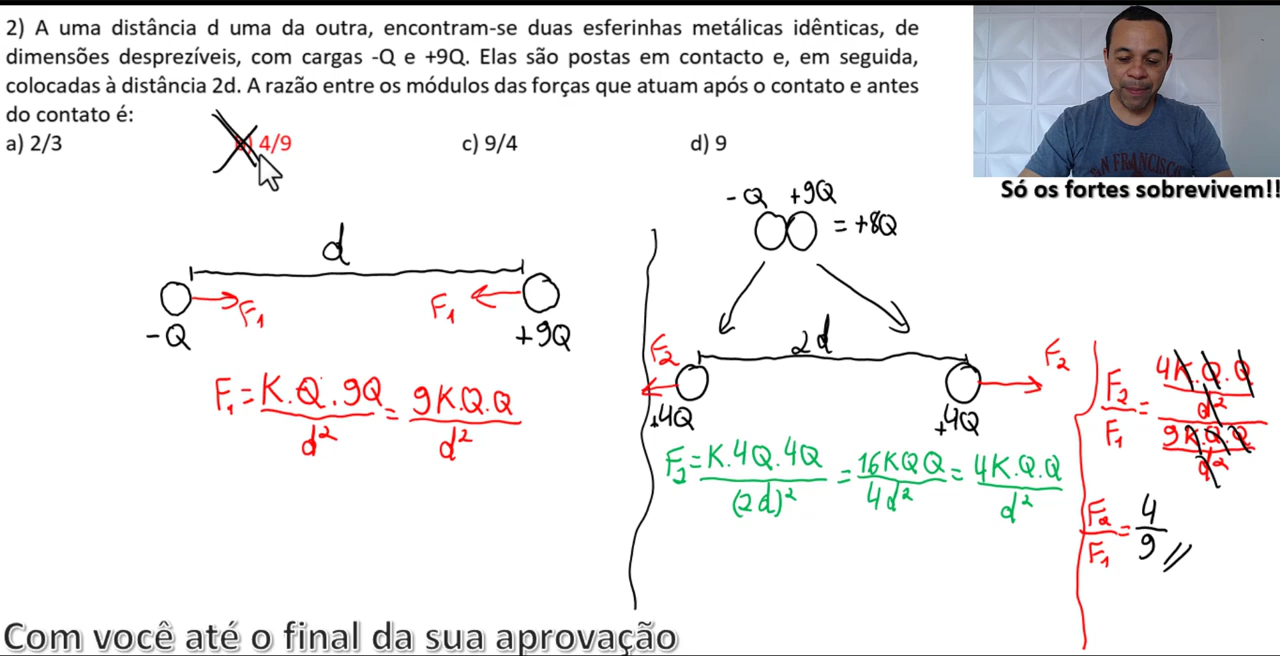 2) A uma distância d uma da outra, encontram-se duas esferinhas metálicas idênticas, de
dimensões desprezíveis, com cargas -Q e +9Q. Elas são postas em contacto e, em seguida,
colocadas à distância 2d. A razão entre os módulos das forças que atuam após o contato e antes
do contato é:
a) 2/3 4/9 c) 9/4 d) 9
Só os fortes sobrevivem!!
AN FRANCISC
-Q +9Q
= +8Q
d
F₁ F₁
-Q +9Q
F₁ = K.Q.9Q/d² = 9K.Q.Q/d²
2d
F₂ F₂
+4Q +4Q
F₂ = K.4Q.4Q/(2d)² = 16KQQ/4d² = 4K.Q.Q/d²
F₂/F₁ = (4K.Q.Q/d²)/(9K.Q.Q/d²)
F₂/F₁ = 4/9 //
Com você até o final da sua aprovação